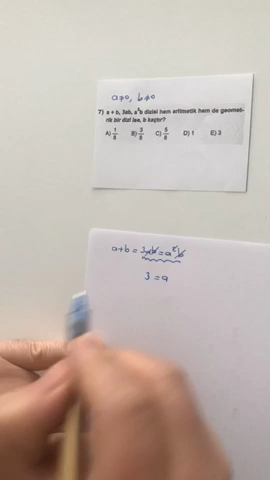 a≠0, b≠0
7) a + b, 3ab, a²b dizisi hem aritmetik hem de geomet-
rik bir dizi ise, b kaçtır?
A) 1/8 B) 3/8 C) 5/8 D) 1 E) 3
a+b = 3ab = a²b
3 = a